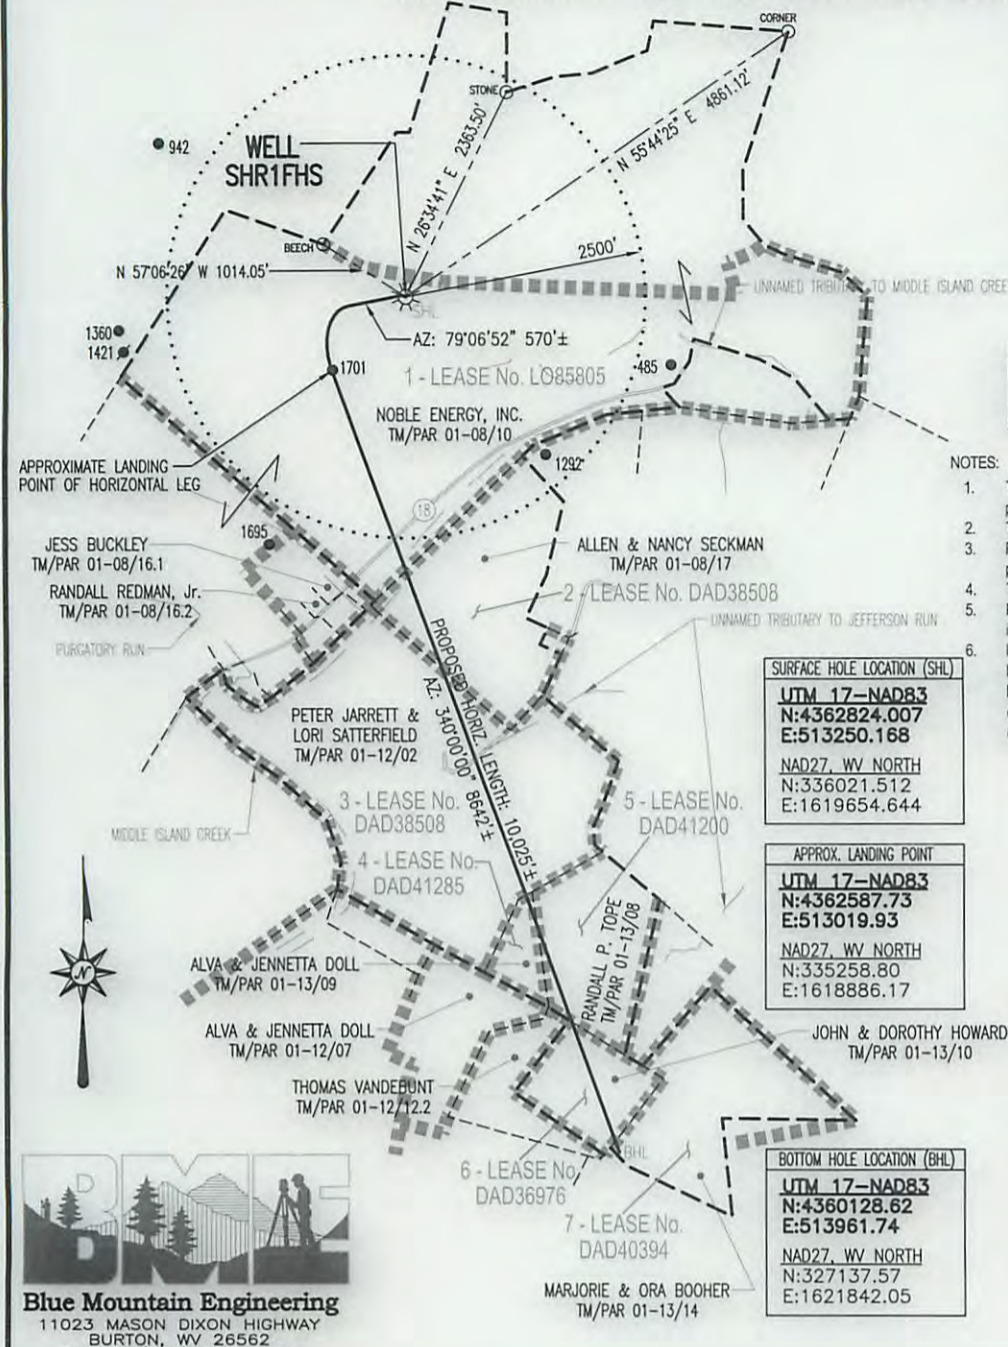 CORNER
STONE
942
WELL
SHR1FHS
N 26°34'41" E 2363.50'
N 55°44'25" E 4861.12'
BEECH
2500'
N 57°06'26" W 1014.05'
UNNAMED TRIBUTARY TO MIDDLE ISLAND CREE
SHL
1360
1421
AZ: 79°06'52" 570'±
1701
485
1 - LEASE No. LO85805
NOBLE ENERGY, INC.
TM/PAR 01-08/10
APPROXIMATE LANDING
POINT OF HORIZONTAL LEG
1292
NOTES:
1.
2.
3.
4.
5.
6.
18
1695
JESS BUCKLEY
TM/PAR 01-08/16.1
ALLEN & NANCY SECKMAN
TM/PAR 01-08/17
RANDALL REDMAN, Jr.
TM/PAR 01-08/16.2
2 - LEASE No. DAD38508
UNNAMED TRIBUTARY TO JEFFERSON RUN
PURGATORY RUN
PROPOSED HORIZ. LENGTH: 10,025'±
AZ: 340°00'00" 8642'±
PETER JARRETT &
LORI SATTERFIELD
TM/PAR 01-12/02
SURFACE HOLE LOCATION (SHL)
UTM 17-NAD83
N:4362824.007
E:513250.168
NAD27, WV NORTH
N:336021.512
E:1619654.644
3 - LEASE No.
DAD38508
5 - LEASE No.
DAD41200
MIDDLE ISLAND CREEK
4 - LEASE No.
DAD41285
APPROX. LANDING POINT
UTM 17-NAD83
N:4362587.73
E:513019.93
NAD27, WV NORTH
N:335258.80
E:1618886.17
N
RANDALL P. TOPE
TM/PAR 01-13/08
ALVA & JENNETTA DOLL
TM/PAR 01-13/09
ALVA & JENNETTA DOLL
TM/PAR 01-12/07
JOHN & DOROTHY HOWARD
TM/PAR 01-13/10
THOMAS VANDEBUNT
TM/PAR 01-12/12.2
BHL
6 - LEASE No.
DAD36976
7 - LEASE No.
DAD40394
MARJORIE & ORA BOOHER
TM/PAR 01-13/14
BOTTOM HOLE LOCATION (BHL)
UTM 17-NAD83
N:4360128.62
E:513961.74
NAD27, WV NORTH
N:327137.57
E:1621842.05
BME
Blue Mountain Engineering
11023 MASON DIXON HIGHWAY
BURTON, WV 26562